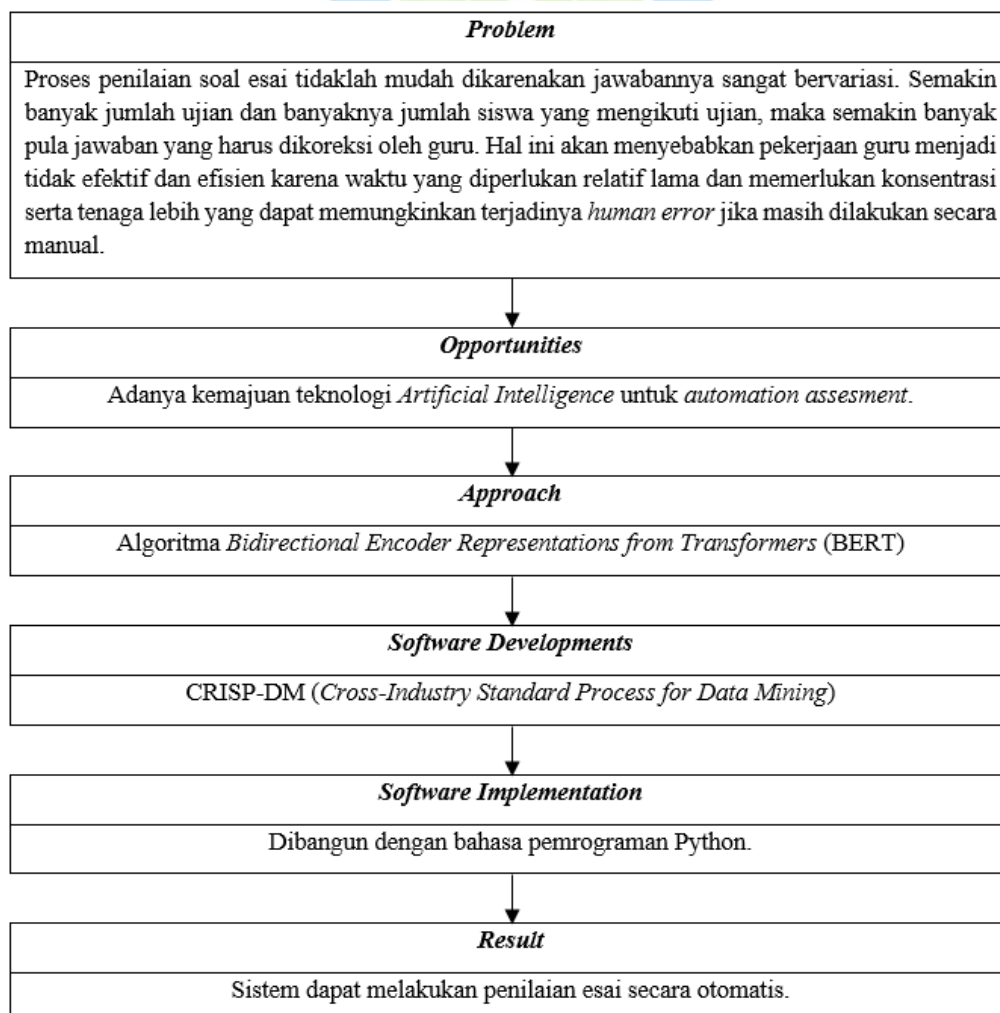 Problem
Proses penilaian soal esai tidaklah mudah dikarenakan jawabannya sangat bervariasi. Semakin
banyak jumlah ujian dan banyaknya jumlah siswa yang mengikuti ujian, maka semakin banyak
pula jawaban yang harus dikoreksi oleh guru. Hal ini akan menyebabkan pekerjaan guru menjadi
tidak efektif dan efisien karena waktu yang diperlukan relatif lama dan memerlukan konsentrasi
serta tenaga lebih yang dapat memungkinkan terjadinya human error jika masih dilakukan secara
manual.
Opportunities
Adanya kemajuan teknologi Artificial Intelligence untuk automation assesment.
Approach
Algoritma Bidirectional Encoder Representations from Transformers (BERT)
Software Developments
CRISP-DM (Cross-Industry Standard Process for Data Mining)
Software Implementation
Dibangun dengan bahasa pemrograman Python.
Result
Sistem dapat melakukan penilaian esai secara otomatis.